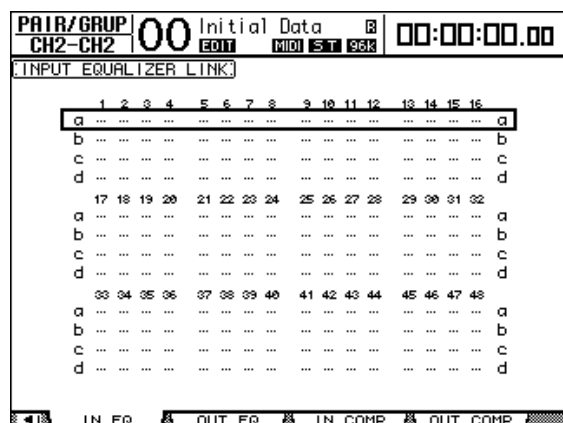 PAIR/GRUP 00 Initial Data R 00:00:00.00
CH2-CH2 EDIT MIDI ST 96K
INPUT EQUALIZER LINK
1 2 3 4 5 6 7 8 9 10 11 12 13 14 15 16
a ... ... ... ... ... ... ... ... ... ... ... ... ... ... ... ... a
b ... ... ... ... ... ... ... ... ... ... ... ... ... ... ... ... b
c ... ... ... ... ... ... ... ... ... ... ... ... ... ... ... ... c
d ... ... ... ... ... ... ... ... ... ... ... ... ... ... ... ... d
17 18 19 20 21 22 23 24 25 26 27 28 29 30 31 32
a ... ... ... ... ... ... ... ... ... ... ... ... ... ... ... ... a
b ... ... ... ... ... ... ... ... ... ... ... ... ... ... ... ... b
c ... ... ... ... ... ... ... ... ... ... ... ... ... ... ... ... c
d ... ... ... ... ... ... ... ... ... ... ... ... ... ... ... ... d
33 34 35 36 37 38 39 40 41 42 43 44 45 46 47 48
a ... ... ... ... ... ... ... ... ... ... ... ... ... ... ... ... a
b ... ... ... ... ... ... ... ... ... ... ... ... ... ... ... ... b
c ... ... ... ... ... ... ... ... ... ... ... ... ... ... ... ... c
d ... ... ... ... ... ... ... ... ... ... ... ... ... ... ... ... d
IN EQ OUT EQ IN COMP OUT COMP